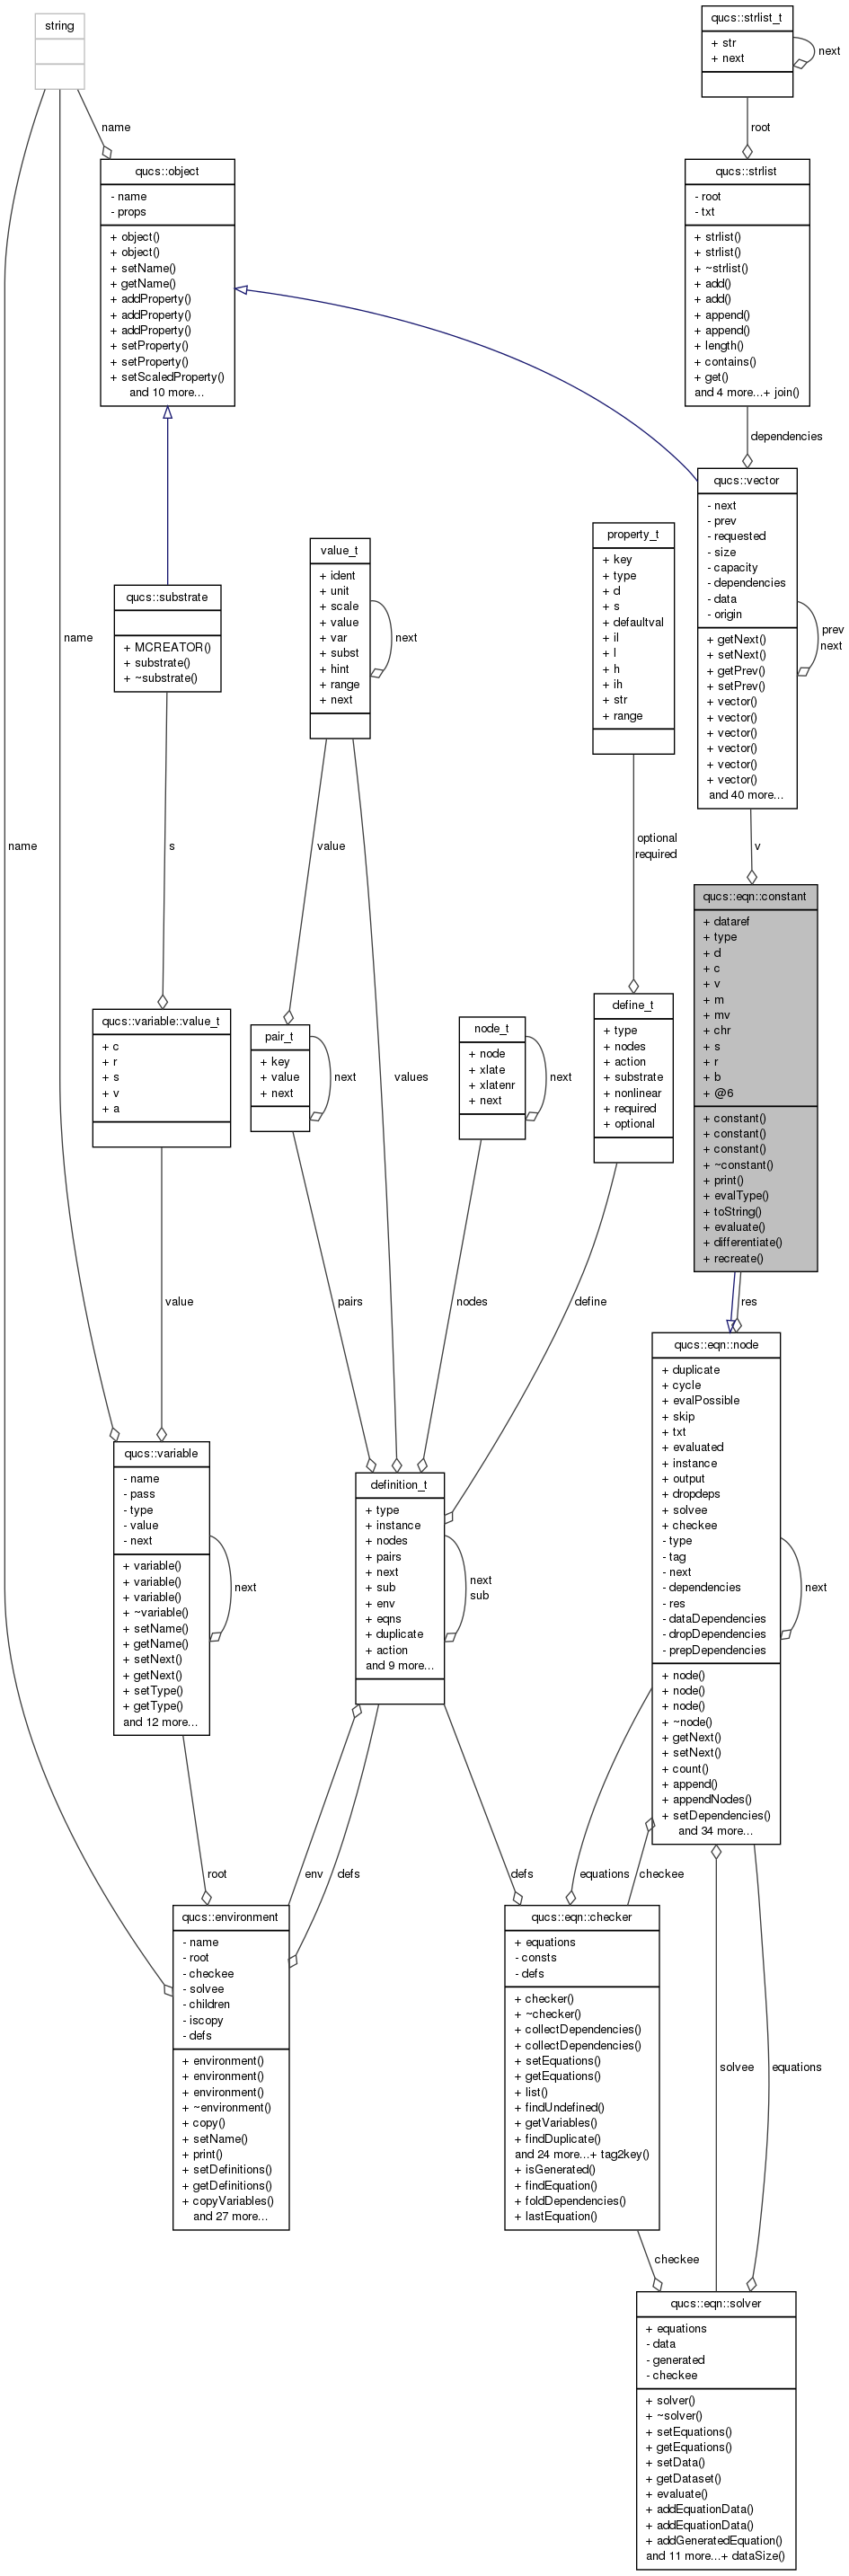 string
qucs::strlist_t
+ str
+ next
next
name
root
qucs::object
- name
- props
+ object()
+ object()
+ setName()
+ getName()
+ addProperty()
+ addProperty()
+ addProperty()
+ setProperty()
+ setProperty()
+ setScaledProperty()
and 10 more...
qucs::strlist
- root
- txt
+ strlist()
+ strlist()
+ ~strlist()
+ add()
+ add()
+ append()
+ append()
+ length()
+ contains()
+ get()
and 4 more...+ join()
dependencies
qucs::vector
- next
- prev
- requested
- size
- capacity
- dependencies
- data
- origin
+ getNext()
+ setNext()
+ getPrev()
+ setPrev()
+ vector()
+ vector()
+ vector()
+ vector()
+ vector()
+ vector()
and 40 more...
prev
next
property_t
+ key
+ type
+ d
+ s
+ defaultval
+ il
+ l
+ h
+ ih
+ str
+ range
value_t
+ ident
+ unit
+ scale
+ value
+ var
+ subst
+ hint
+ range
+ next
next
qucs::substrate
+ MCREATOR()
+ substrate()
+ ~substrate()
name
name
s
value
values
optional
required
v
qucs::eqn::constant
+ dataref
+ type
+ d
+ c
+ v
+ m
+ mv
+ chr
+ s
+ r
+ b
+ @6
+ constant()
+ constant()
+ constant()
+ ~constant()
+ print()
+ evalType()
+ toString()
+ evaluate()
+ differentiate()
+ recreate()
define_t
+ type
+ nodes
+ action
+ substrate
+ nonlinear
+ required
+ optional
node_t
+ node
+ xlate
+ xlatenr
+ next
next
pair_t
+ key
+ value
+ next
next
qucs::variable::value_t
+ c
+ r
+ s
+ v
+ a
value
pairs
nodes
define
res
qucs::eqn::node
+ duplicate
+ cycle
+ evalPossible
+ skip
+ txt
+ evaluated
+ instance
+ output
+ dropdeps
+ solvee
+ checkee
- type
- tag
- next
- dependencies
- res
- dataDependencies
- dropDependencies
- prepDependencies
+ node()
+ node()
+ node()
+ ~node()
+ getNext()
+ setNext()
+ count()
+ append()
+ appendNodes()
+ setDependencies()
and 34 more...
next
qucs::variable
- name
- pass
- type
- value
- next
+ variable()
+ variable()
+ variable()
+ ~variable()
+ setName()
+ getName()
+ setNext()
+ getNext()
+ setType()
+ getType()
and 12 more...
next
definition_t
+ type
+ instance
+ nodes
+ pairs
+ next
+ sub
+ env
+ eqns
+ duplicate
+ action
and 9 more...
next
sub
root
env
defs
defs
equations
checkee
qucs::environment
- name
- root
- checkee
- solvee
- children
- iscopy
- defs
+ environment()
+ environment()
+ environment()
+ ~environment()
+ copy()
+ setName()
+ print()
+ setDefinitions()
+ getDefinitions()
+ copyVariables()
and 27 more...
qucs::eqn::checker
+ equations
- consts
- defs
+ checker()
+ ~checker()
+ collectDependencies()
+ collectDependencies()
+ setEquations()
+ getEquations()
+ list()
+ findUndefined()
+ getVariables()
+ findDuplicate()
and 24 more...+ tag2key()
+ isGenerated()
+ findEquation()
+ foldDependencies()
+ lastEquation()
solvee
equations
checkee
qucs::eqn::solver
+ equations
- data
- generated
- checkee
+ solver()
+ ~solver()
+ setEquations()
+ getEquations()
+ setData()
+ getDataset()
+ evaluate()
+ addEquationData()
+ addEquationData()
+ addGeneratedEquation()
and 11 more...+ dataSize()